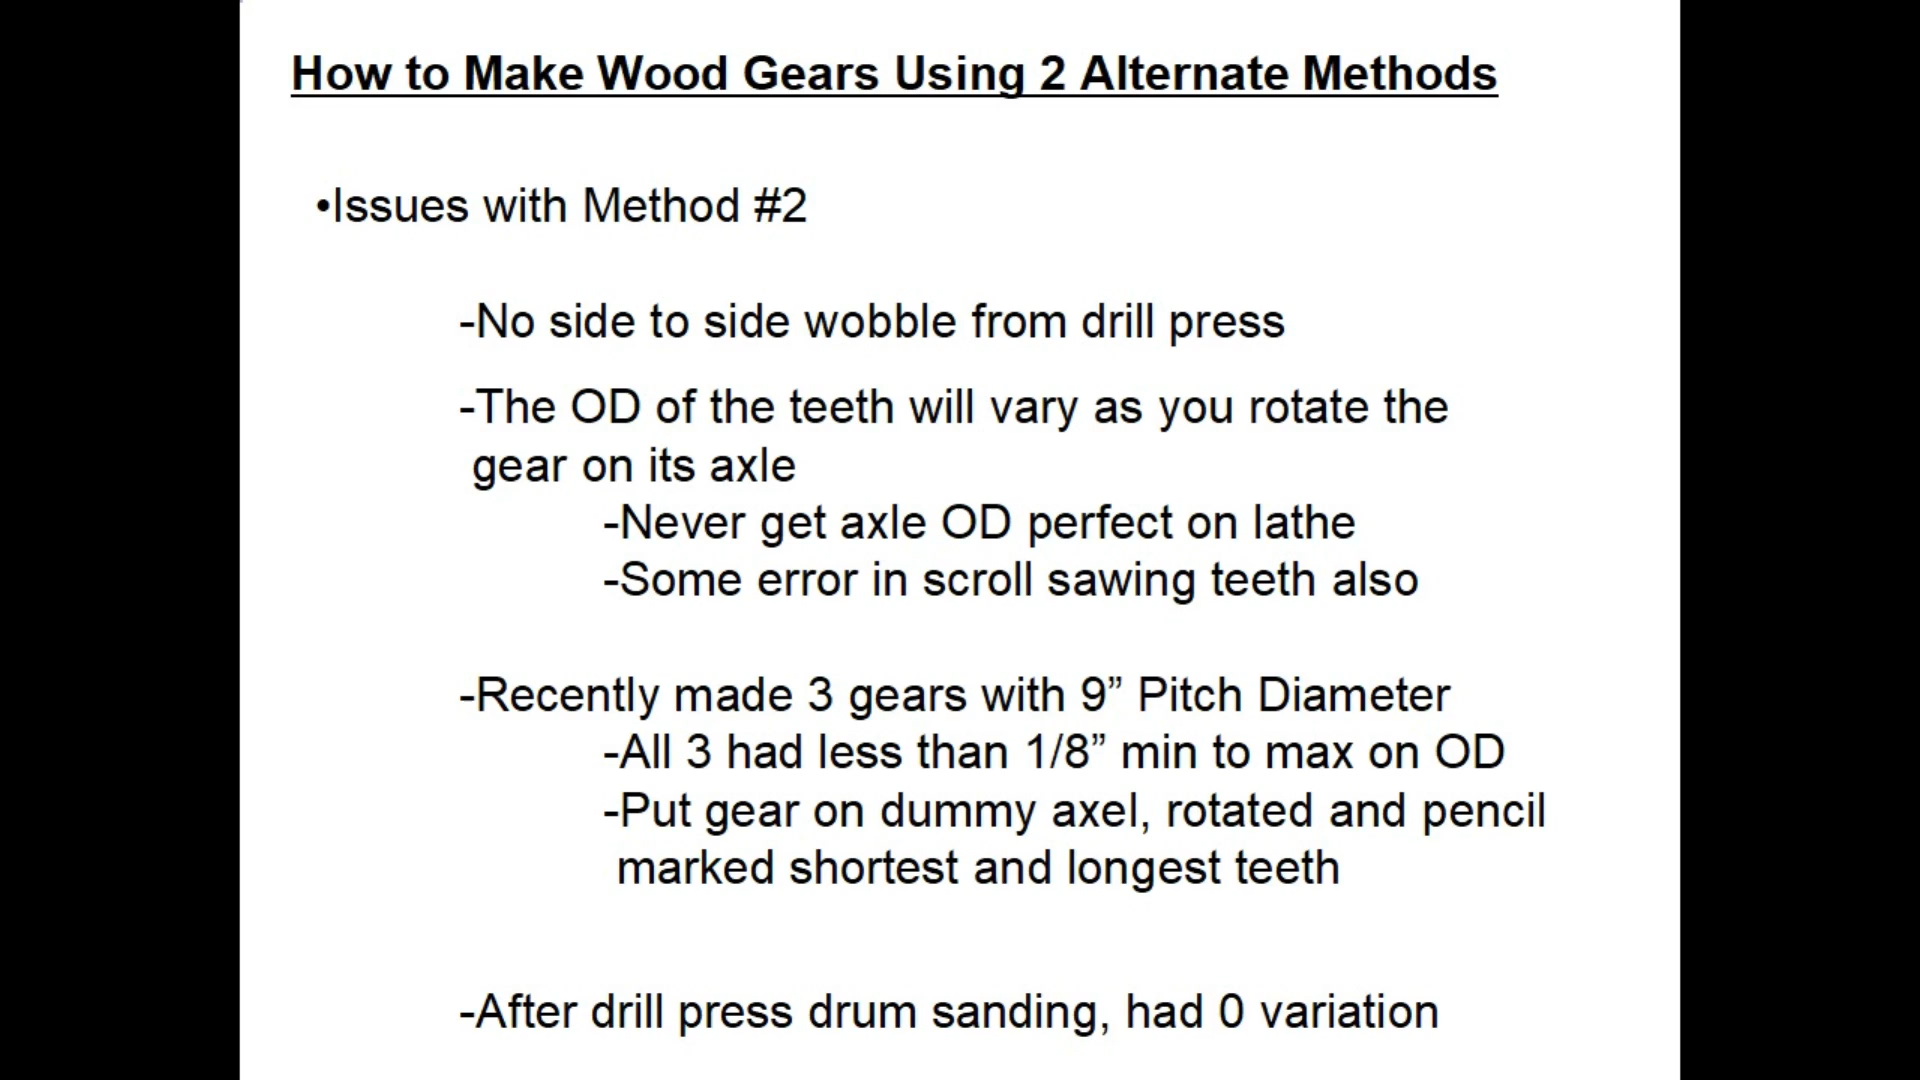 How to Make Wood Gears Using 2 Alternate Methods
•Issues with Method #2
-No side to side wobble from drill press
-The OD of the teeth will vary as you rotate the
gear on its axle
-Never get axle OD perfect on lathe
-Some error in scroll sawing teeth also
-Recently made 3 gears with 9” Pitch Diameter
-All 3 had less than 1/8” min to max on OD
-Put gear on dummy axel, rotated and pencil
marked shortest and longest teeth
-After drill press drum sanding, had 0 variation